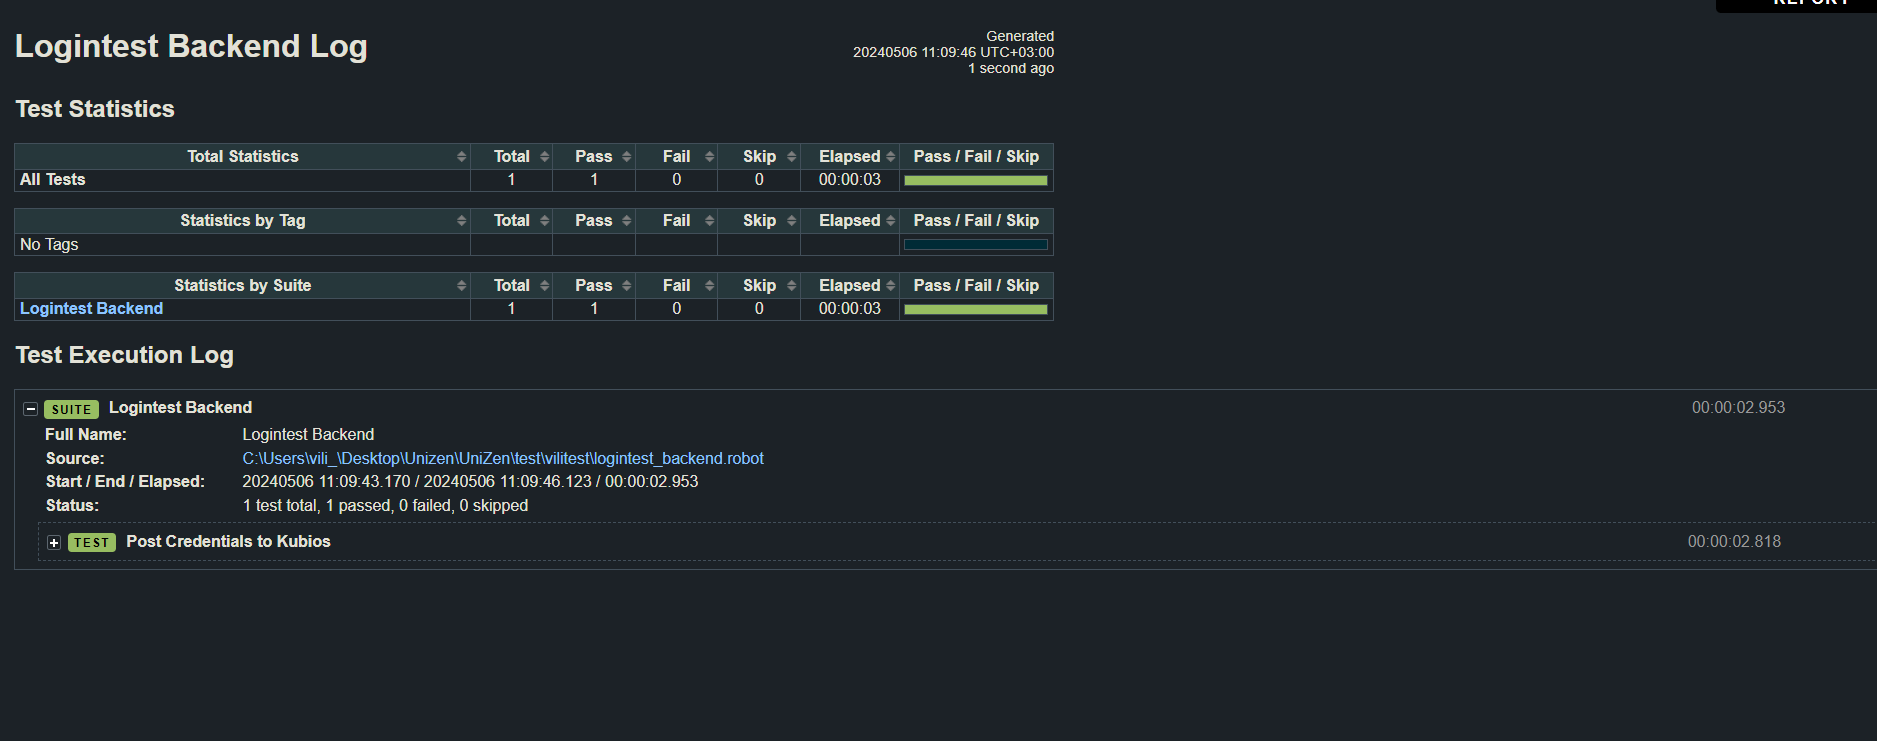 REPORT
Logintest Backend Log
Generated
20240506 11:09:46 UTC+03:00
1 second ago
Test Statistics
Total Statistics Total Pass Fail Skip Elapsed Pass / Fail / Skip
All Tests 1 1 0 0 00:00:03
Statistics by Tag Total Pass Fail Skip Elapsed Pass / Fail / Skip
No Tags
Statistics by Suite Total Pass Fail Skip Elapsed Pass / Fail / Skip
Logintest Backend 1 1 0 0 00:00:03
Test Execution Log
SUITE Logintest Backend 00:00:02.953
Full Name: Logintest Backend
Source: C:\Users\vili_\Desktop\Unizen\UniZen\test\vilitest\logintest_backend.robot
Start / End / Elapsed: 20240506 11:09:43.170 / 20240506 11:09:46.123 / 00:00:02.953
Status: 1 test total, 1 passed, 0 failed, 0 skipped
TEST Post Credentials to Kubios 00:00:02.818